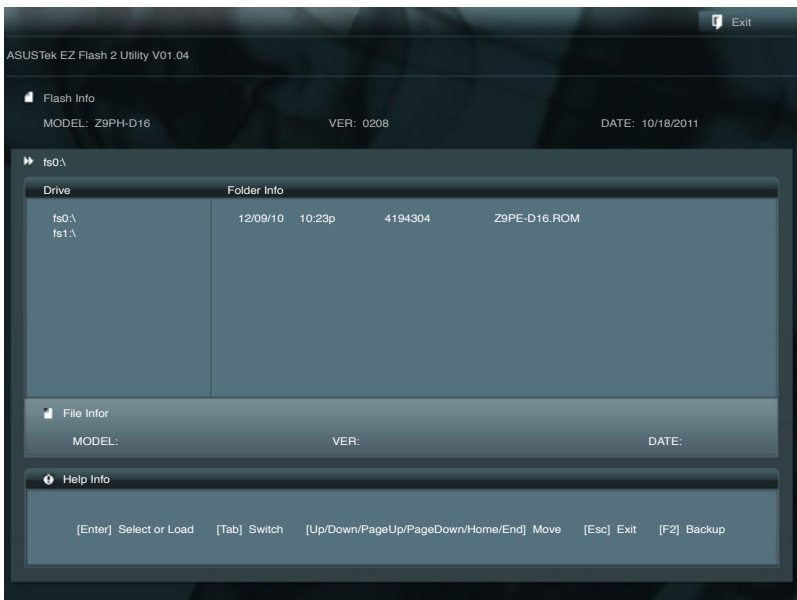 Exit
ASUSTek EZ Flash 2 Utility V01.04
Flash Info
MODEL: Z9PH-D16 VER: 0208 DATE: 10/18/2011
fs0:\
Drive Folder Info
fs0:\ 12/09/10 10:23p 4194304 Z9PE-D16.ROM
fs1:\
File Infor
MODEL: VER: DATE:
Help Info
[Enter] Select or Load [Tab] Switch [Up/Down/PageUp/PageDown/Home/End] Move [Esc] Exit [F2] Backup